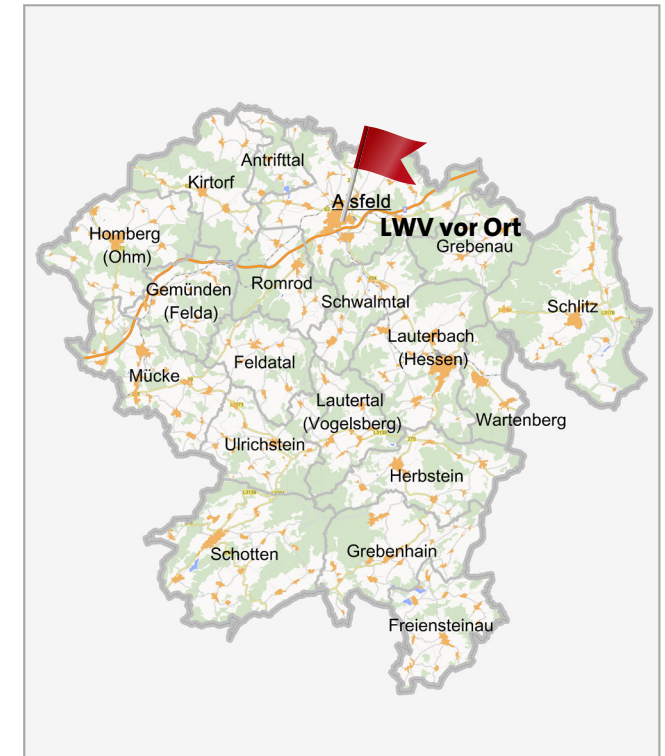 Antrifttal
Kirtorf
A sfeld
LWV vor Ort
Homberg
(Ohm)
Grebenau
Gemünden
(Felda)
Romrod
Schwalmtal
Schlitz
Lauterbach
(Hessen)
Feldatal
Mücke
Lautertal
(Vogelsberg)
Wartenberg
Ulrichstein
Herbstein
Schotten
Grebenhain
Freiensteinau